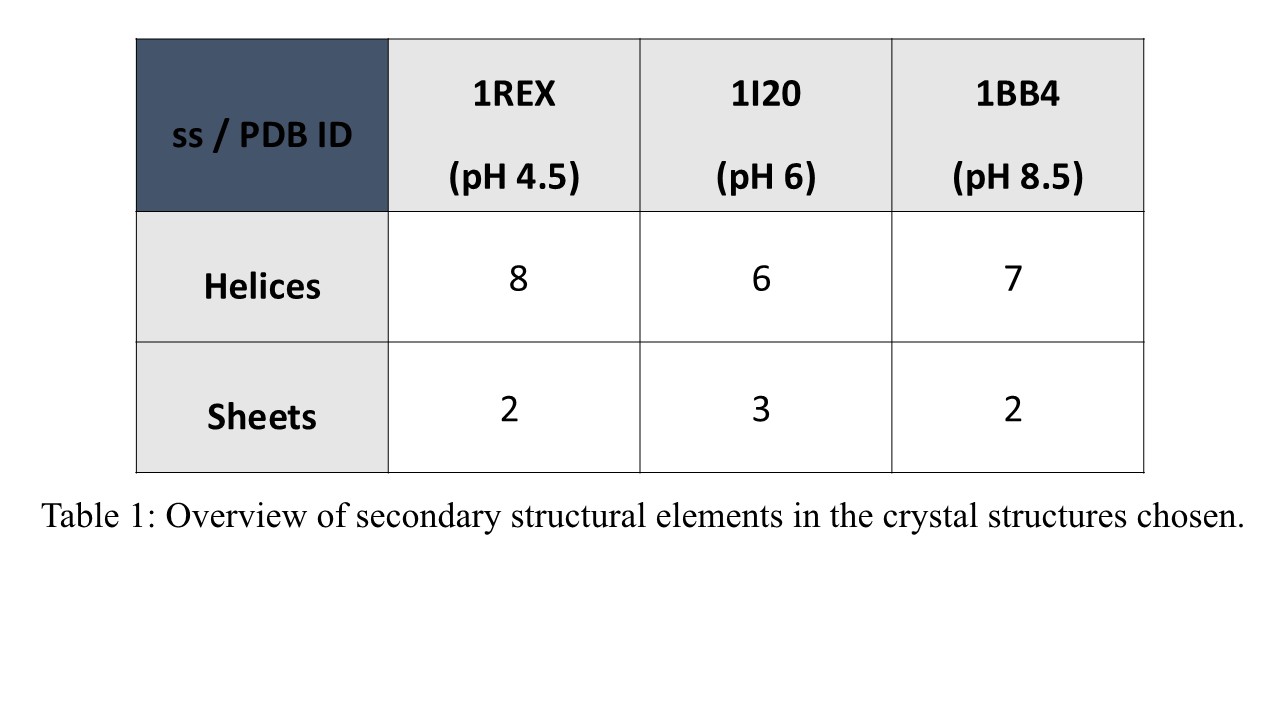 ss / PDB ID 1REX (pH 4.5) 1I20 (pH 6) 1BB4 (pH 8.5)
Helices 8 6 7
Sheets 2 3 2
Table 1: Overview of secondary structural elements in the crystal structures chosen.